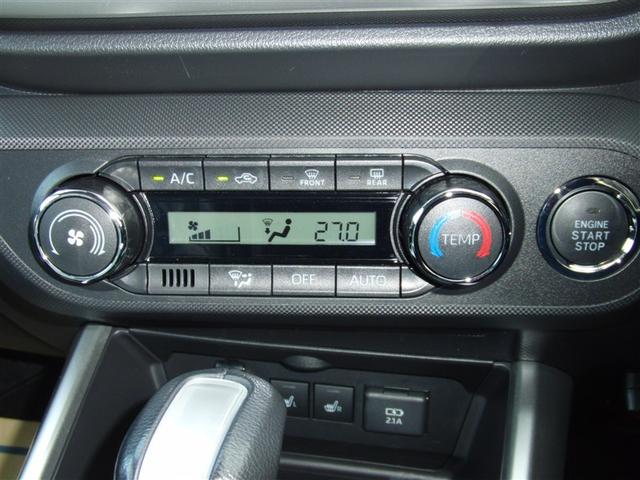 A/C
FRONT
REAR
27.0
TEMP
ENGINE
START
STOP
OFF
AUTO
L
R
2.1A